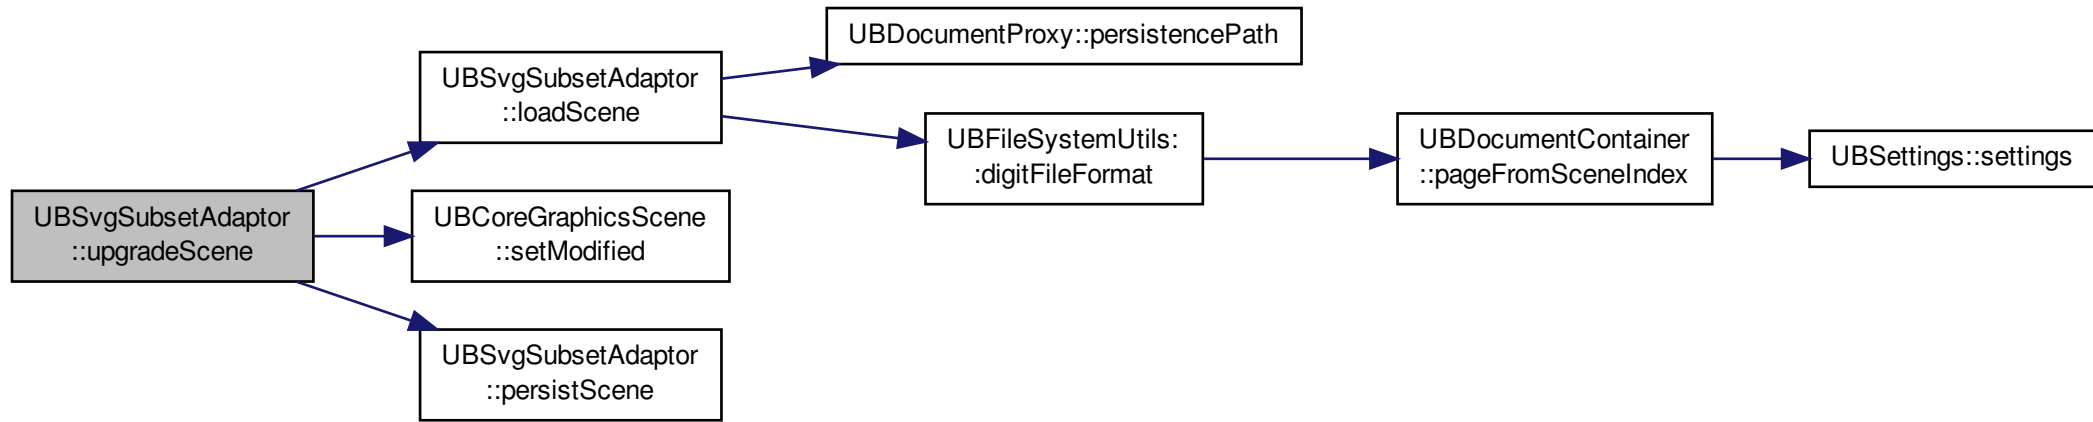 UBSvgSubsetAdaptor
::upgradeScene
UBSvgSubsetAdaptor
::loadScene
UBCoreGraphicsScene
::setModified
UBSvgSubsetAdaptor
::persistScene
UBDocumentProxy::persistencePath
UBFileSystemUtils:
:digitFileFormat
UBDocumentContainer
::pageFromSceneIndex
UBSettings::settings